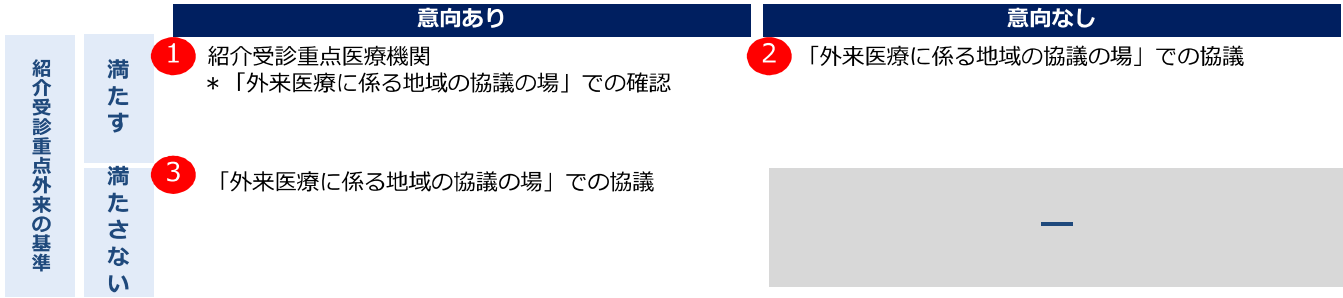 意向あり
意向なし
紹介受診重点外来の基準
満たす
1
紹介受診重点医療機関
*「外来医療に係る地域の協議の場」での確認
2
「外来医療に係る地域の協議の場」での協議
満たさない
3
「外来医療に係る地域の協議の場」での協議
ー